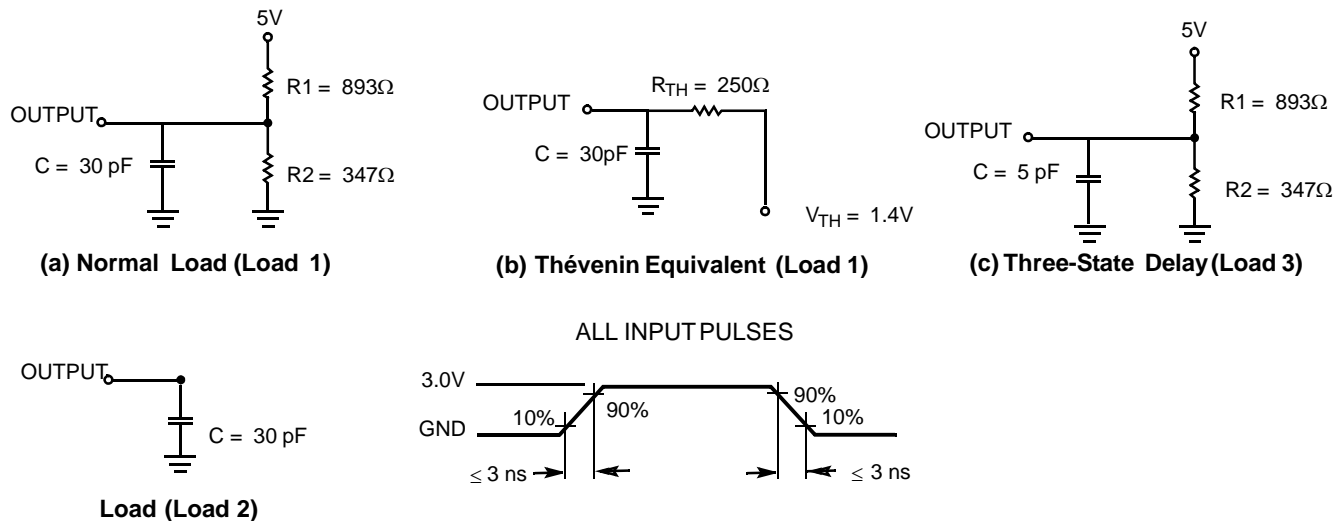 5V
R1 = 893Ω
OUTPUT
C = 30 pF
R2 = 347Ω
(a) Normal Load (Load 1)
R_TH = 250Ω
OUTPUT
C = 30pF
V_TH = 1.4V
(b) Thévenin Equivalent (Load 1)
5V
R1 = 893Ω
OUTPUT
C = 5 pF
R2 = 347Ω
(c) Three-State Delay (Load 3)
OUTPUT
C = 30 pF
Load (Load 2)
ALL INPUT PULSES
3.0V
GND
10%
90%
90%
10%
≤ 3 ns
≤ 3 ns